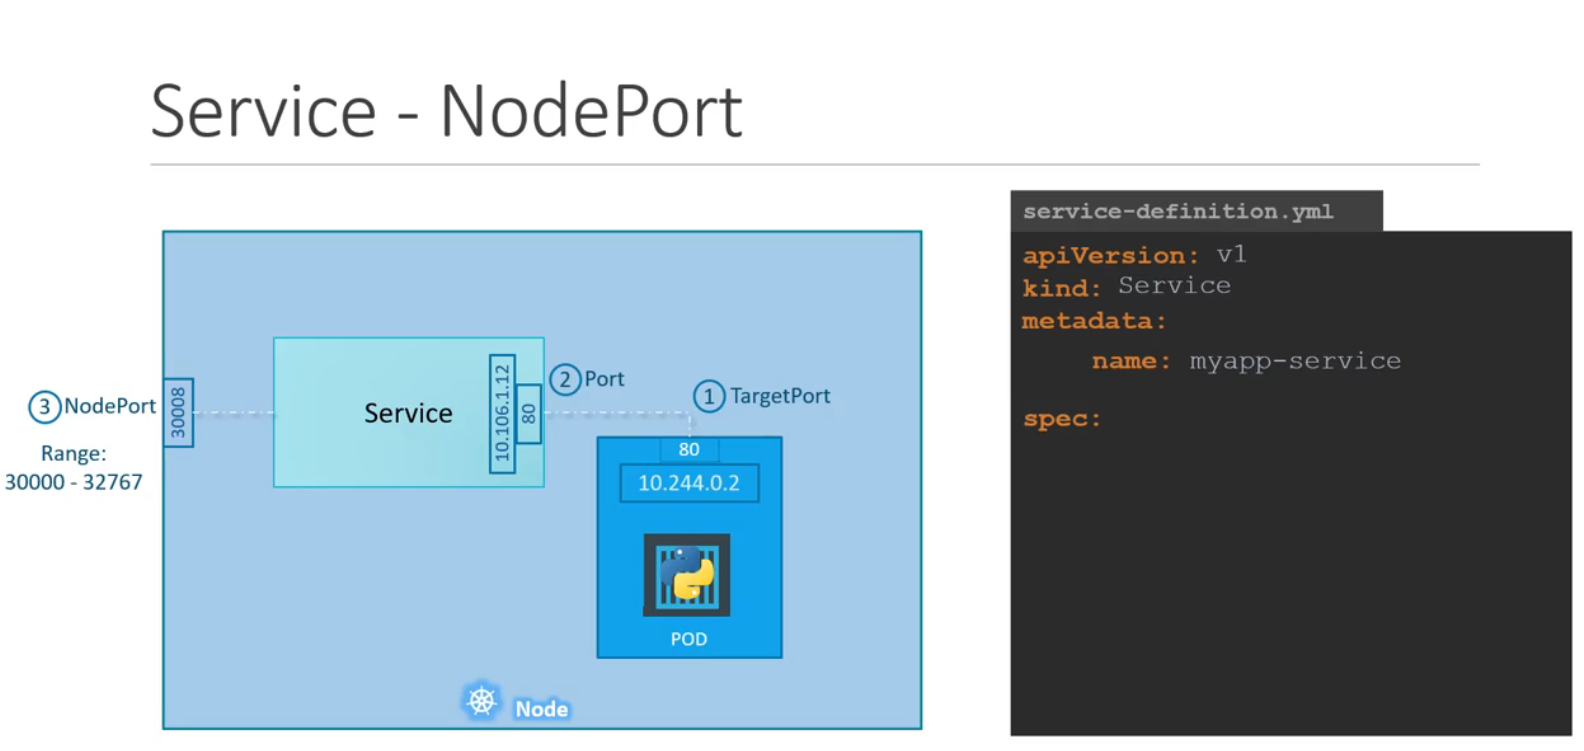 Service - NodePort
service-definition.yml
apiVersion: v1
kind: Service
metadata:
name: myapp-service
spec:
3 NodePort
Range:
30000 - 32767
30008
Service
10.106.1.12
80
2 Port
1 TargetPort
80
10.244.0.2
POD
Node